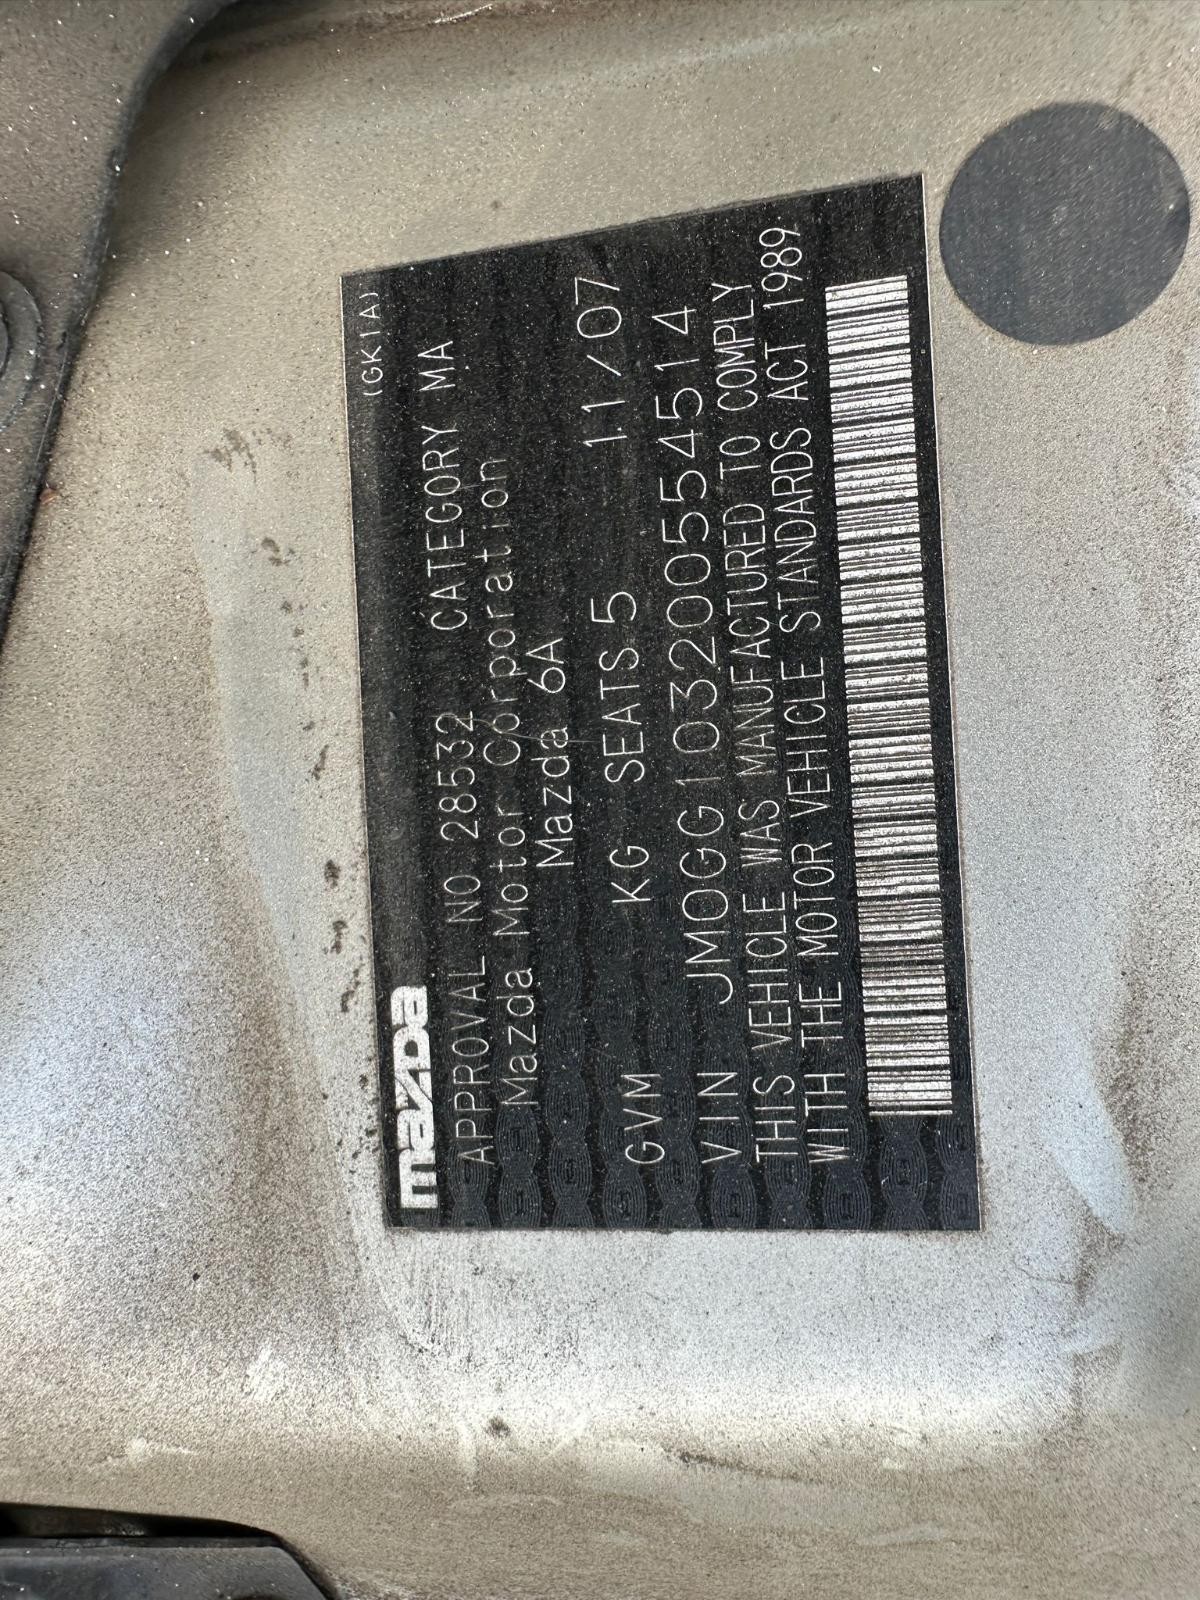 (GK1A)
mazda
APPROVAL NO 28532 CATEGORY MA
Mazda Motor Corporation
Mazda 6A
GVM KG SEATS 5 11/07
VIN JM0GG103200554514
THIS VEHICLE WAS MANUFACTURED TO COMPLY
WITH THE MOTOR VEHICLE STANDARDS ACT 1989